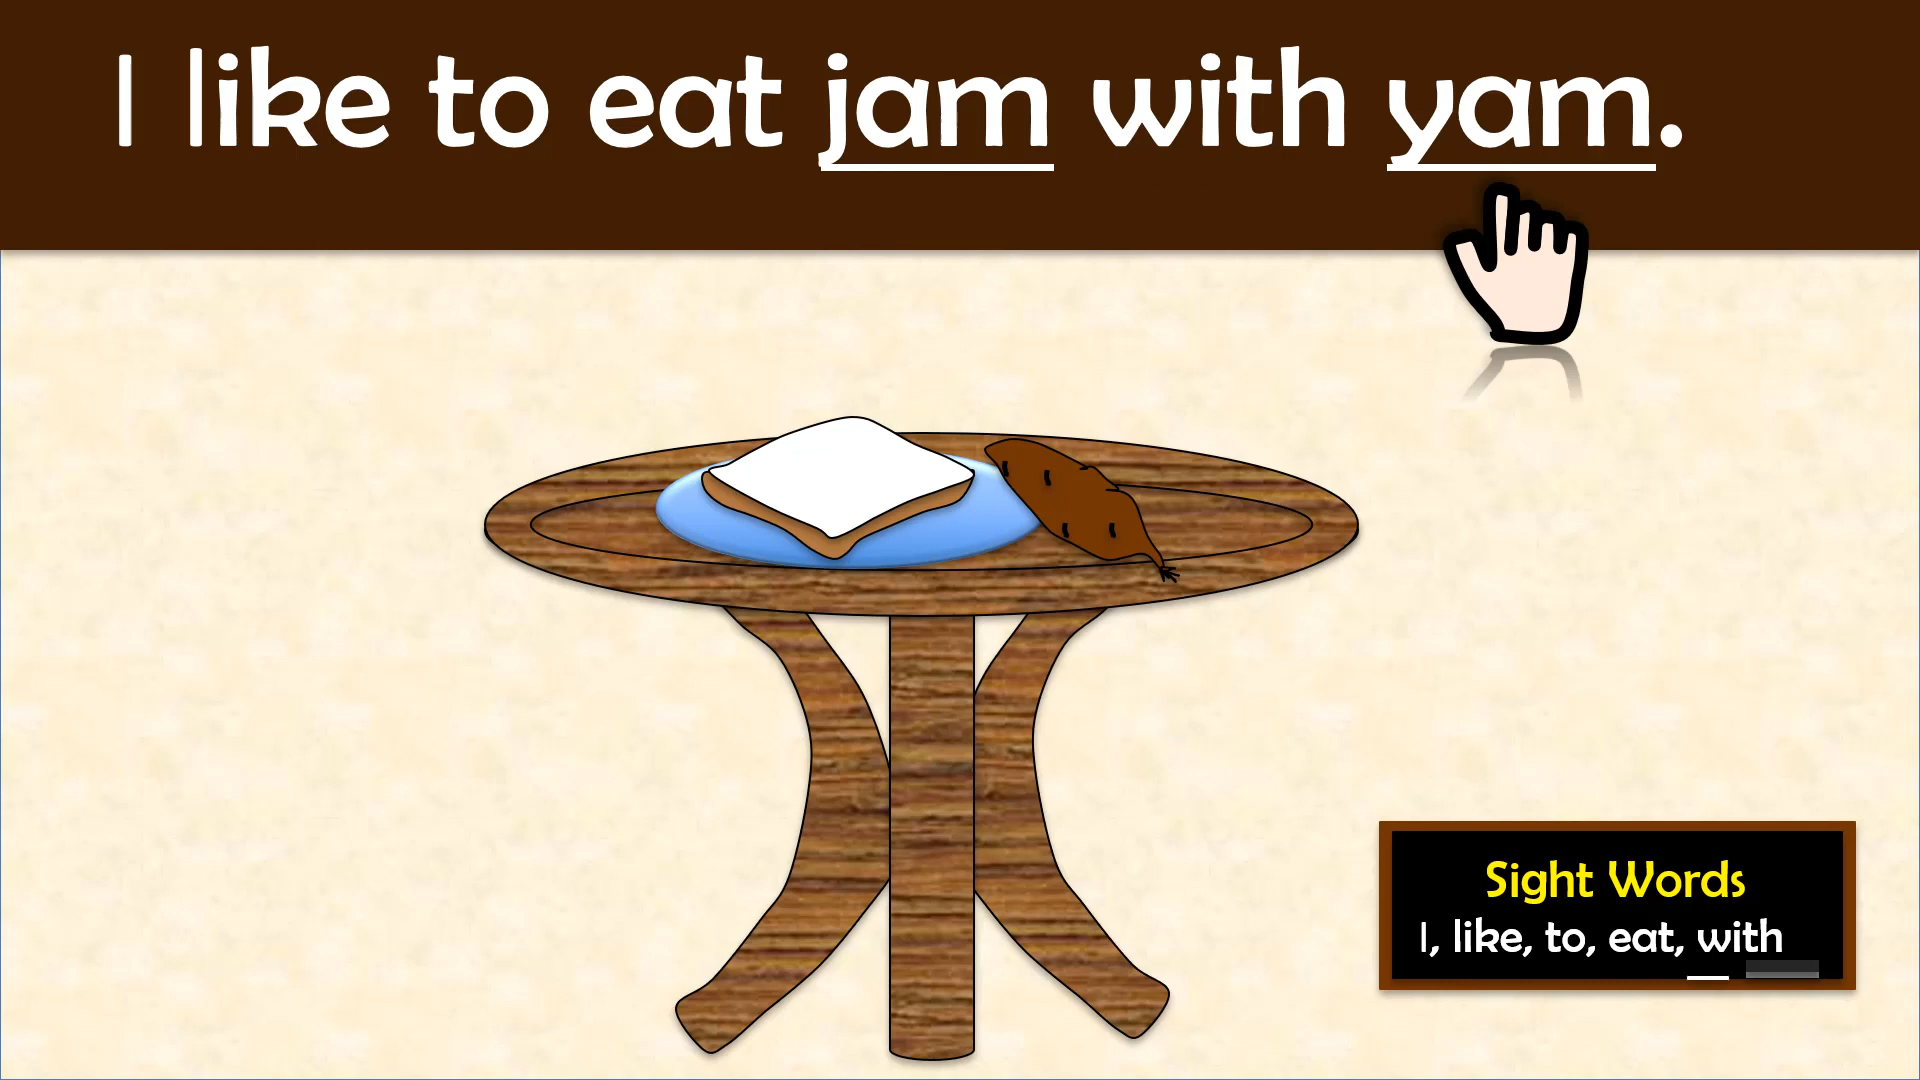 I like to eat jam with yam.
Sight Words
I, like, to, eat, with